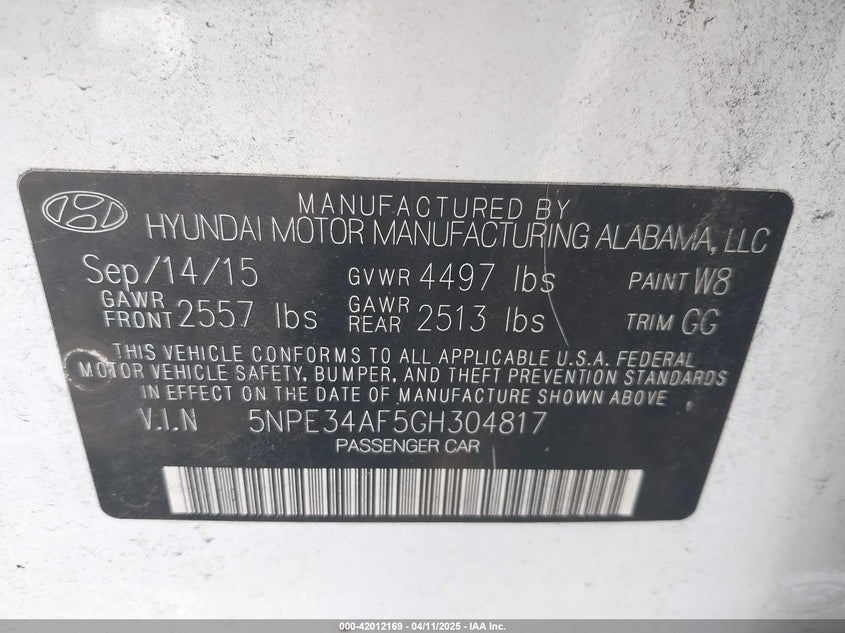 MANUFACTURED BY
HYUNDAI MOTOR MANUFACTURING ALABAMA, LLC
Sep/14/15 GVWR 4497 lbs PAINT W8
GAWR FRONT 2557 lbs GAWR REAR 2513 lbs TRIM GG
THIS VEHICLE CONFORMS TO ALL APPLICABLE U.S.A. FEDERAL
MOTOR VEHICLE SAFETY, BUMPER, AND THEFT PREVENTION STANDARDS
IN EFFECT ON THE DATE OF MANUFACTURE SHOWN ABOVE
V.I.N 5NPE34AF5GH304817
PASSENGER CAR
000-42012169 - 04/11/2025 - IAA Inc.